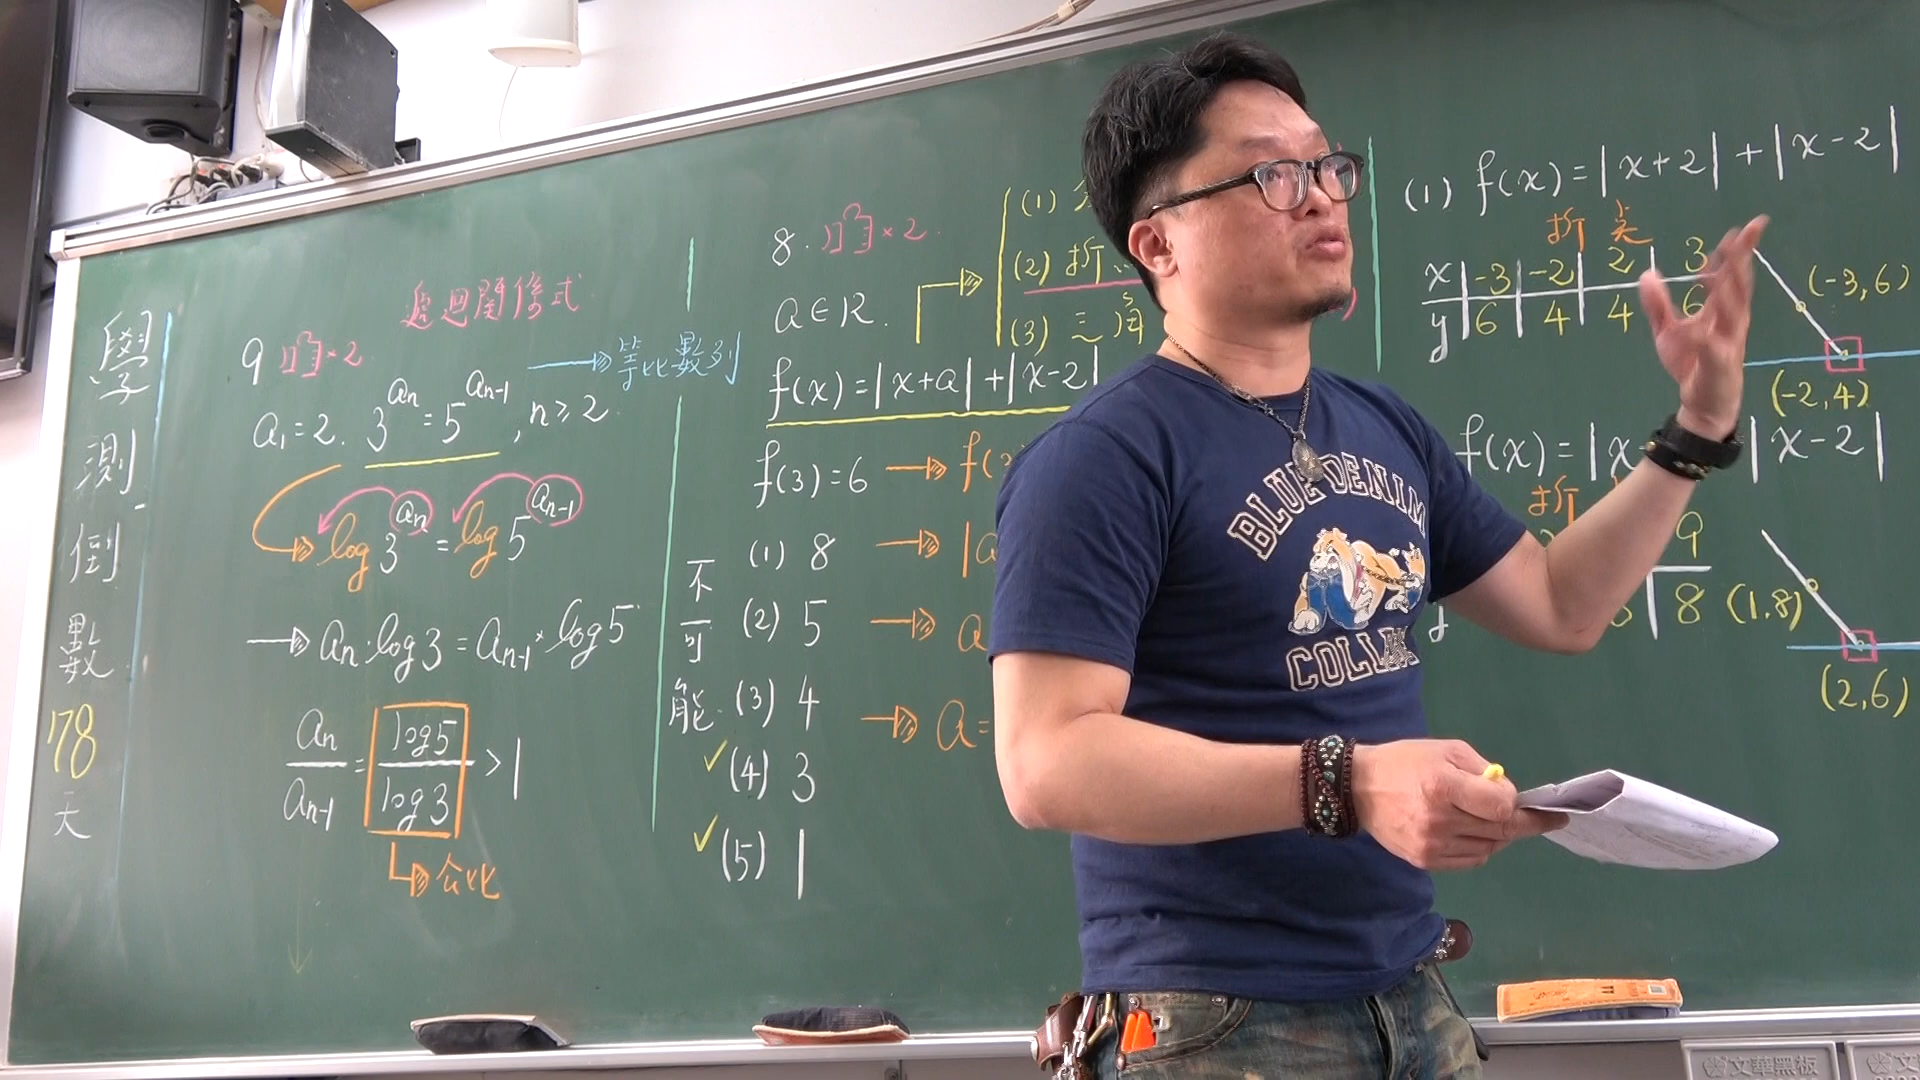 學測倒數78天
遞迴關係式
9 ×2
→ 等比數列
a₁=2. 3^(aₙ)=5^(aₙ₋₁), n≥2
log 3^(aₙ) = log 5^(aₙ₋₁)
→ aₙ·log3=aₙ₋₁·log5
aₙ/aₙ₋₁ = log5/log3 >1
公比
8. ×2
a∈R.
f(x)=|x+a|+|x-2|
f(3)=6
不可能
(1) 8
(2) 5
(3) 4
✓ (4) 3
✓ (5) 1
(1)
(2) 折
(3) 三
→ |a
→ a
→ a=
(1) f(x)=|x+2|+|x-2|
折 尖
x -3 -2 2 3
y 6 4 4 6
(-3,6)
(-2,4)
f(x)=|x-
|x-2|
折
9
8
(1,8)
(2,6)
BLUE DENIM
文華黑板